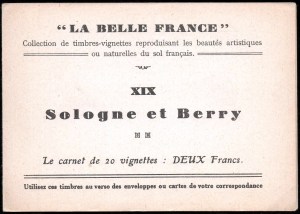 "LA BELLE FRANCE"
Collection de timbres-vignettes reproduisant les beautés artistiques
ou naturelles du sol français.
XIX
Sologne et Berry
Le carnet de 20 vignettes : DEUX Francs.
Utilisez ces timbres au verso des enveloppes ou cartes de votre correspondance